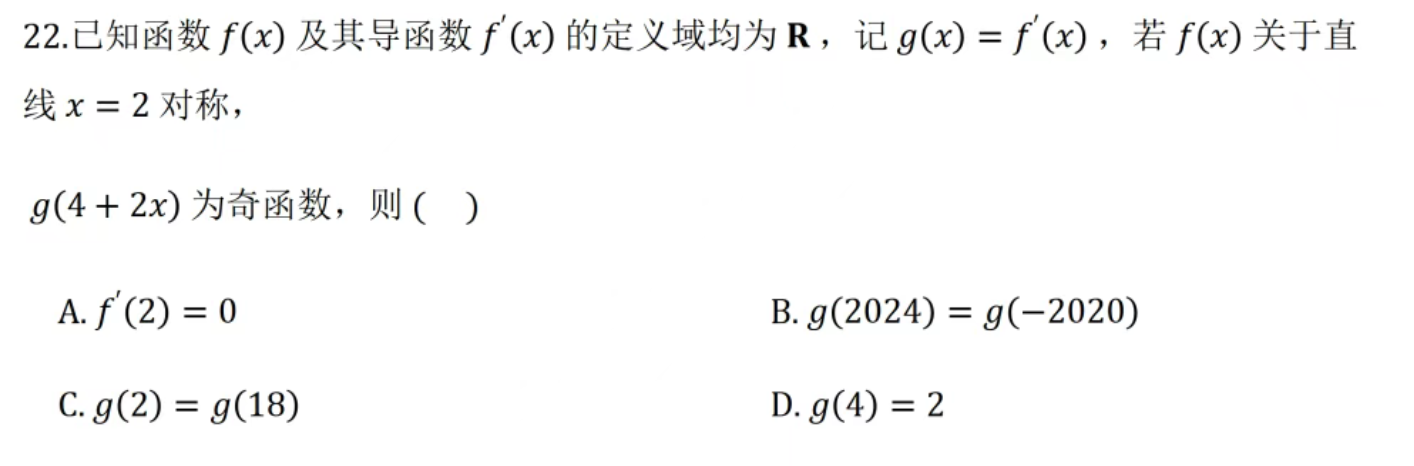 22.已知函数 f(x) 及其导函数 f′(x) 的定义域均为 R，记 g(x) = f′(x)，若 f(x) 关于直
线 x = 2 对称，
g(4 + 2x) 为奇函数，则 (   )
A. f′(2) = 0    B. g(2024) = g(−2020)
C. g(2) = g(18)    D. g(4) = 2